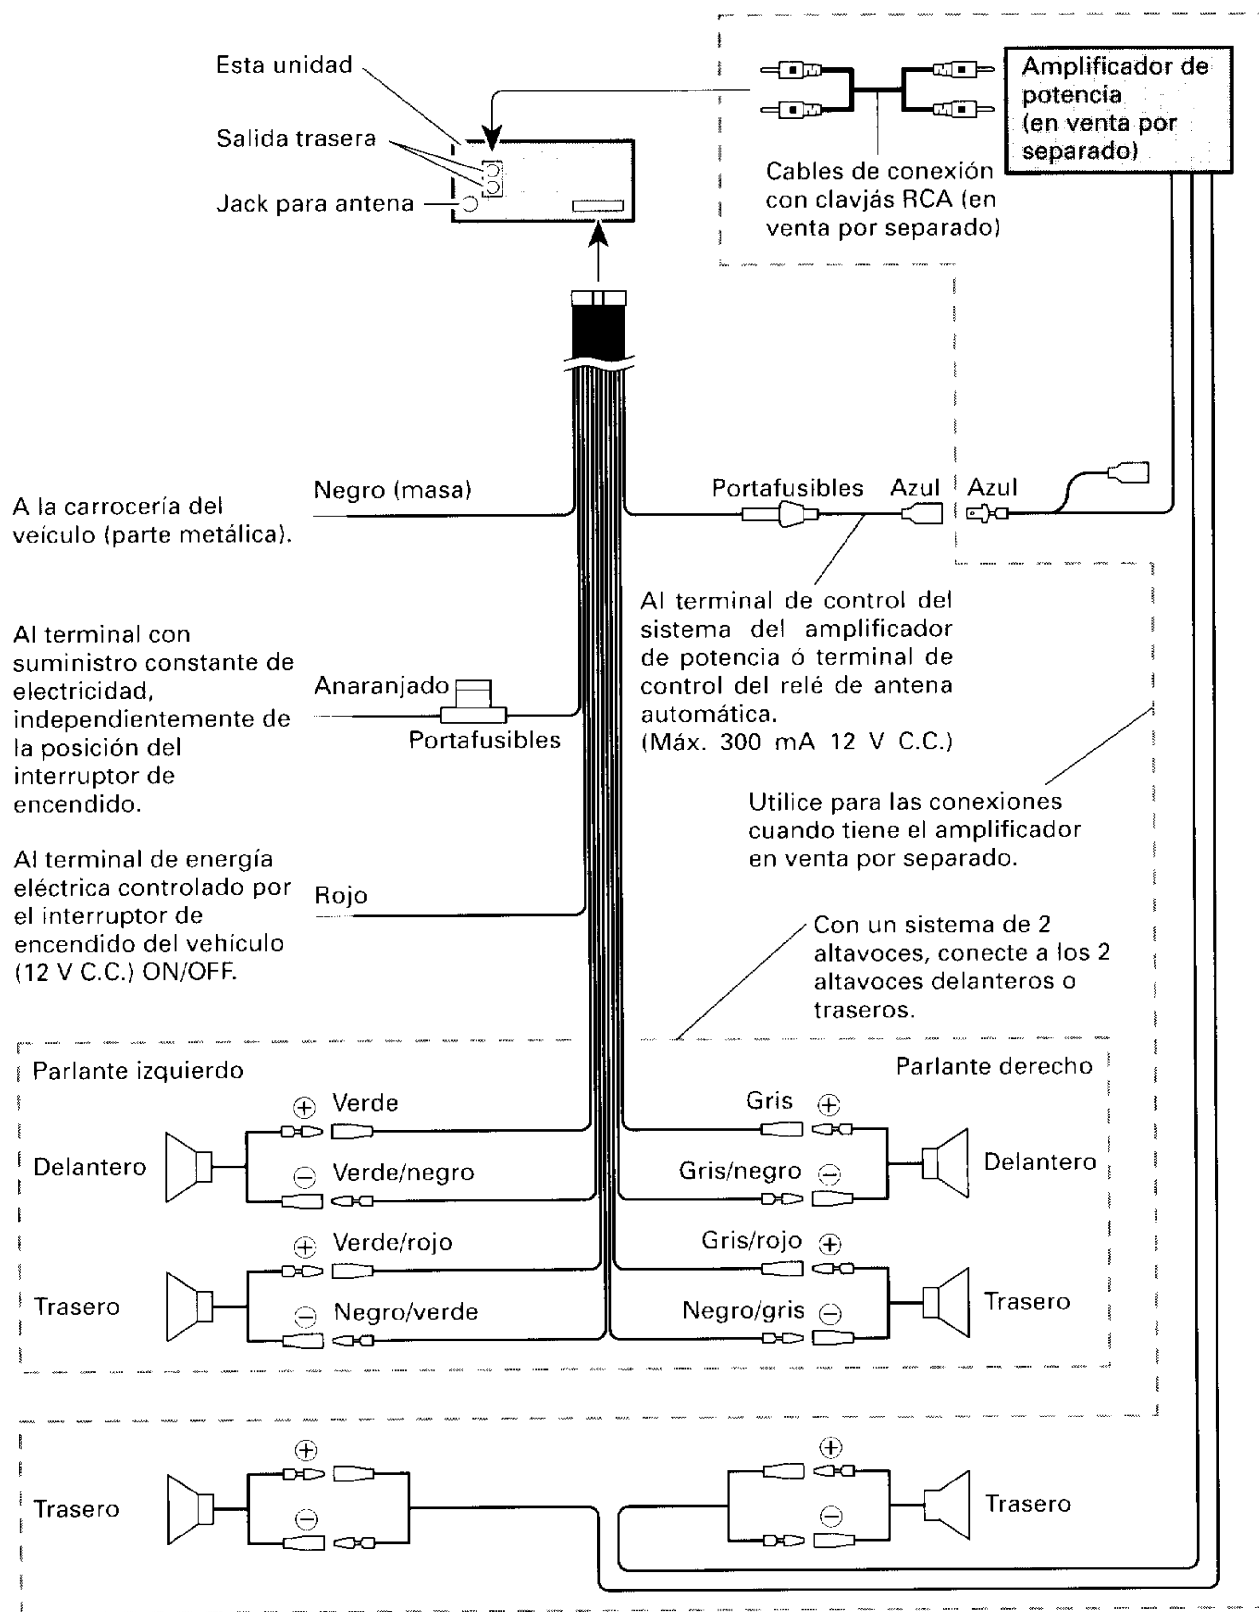 Esta unidad
Salida trasera
Jack para antena
Amplificador de
potencía
(en venta por
separado)
Cables de conexión
con clavjás RCA (en
venta por separado)
A la carrocería del
veículo (parte metálica).
Negro (masa)
Portafusibles
Azul
Azul
Al terminal de control del
sistema del amplificador
de potencia ó terminal de
control del relé de antena
automática.
(Máx. 300 mA 12 V C.C.)
Al terminal con
suministro constante de
electricidad,
independientemente de
la posición del
interruptor de
encendido.
Anaranjado
Portafusibles
Utilice para las conexiones
cuando tiene el amplificador
en venta por separado.
Al terminal de energía
eléctrica controlado por
el interruptor de
encendido del vehículo
(12 V C.C.) ON/OFF.
Rojo
Con un sistema de 2
altavoces, conecte a los 2
altavoces delanteros o
traseros.
Parlante izquierdo
Parlante derecho
⊕ Verde
Gris ⊕
Delantero
⊖ Verde/negro
Gris/negro ⊖
Delantero
⊕ Verde/rojo
Gris/rojo ⊕
Trasero
⊖ Negro/verde
Negro/gris ⊖
Trasero
⊕
⊕
Trasero
⊖
⊖
Trasero